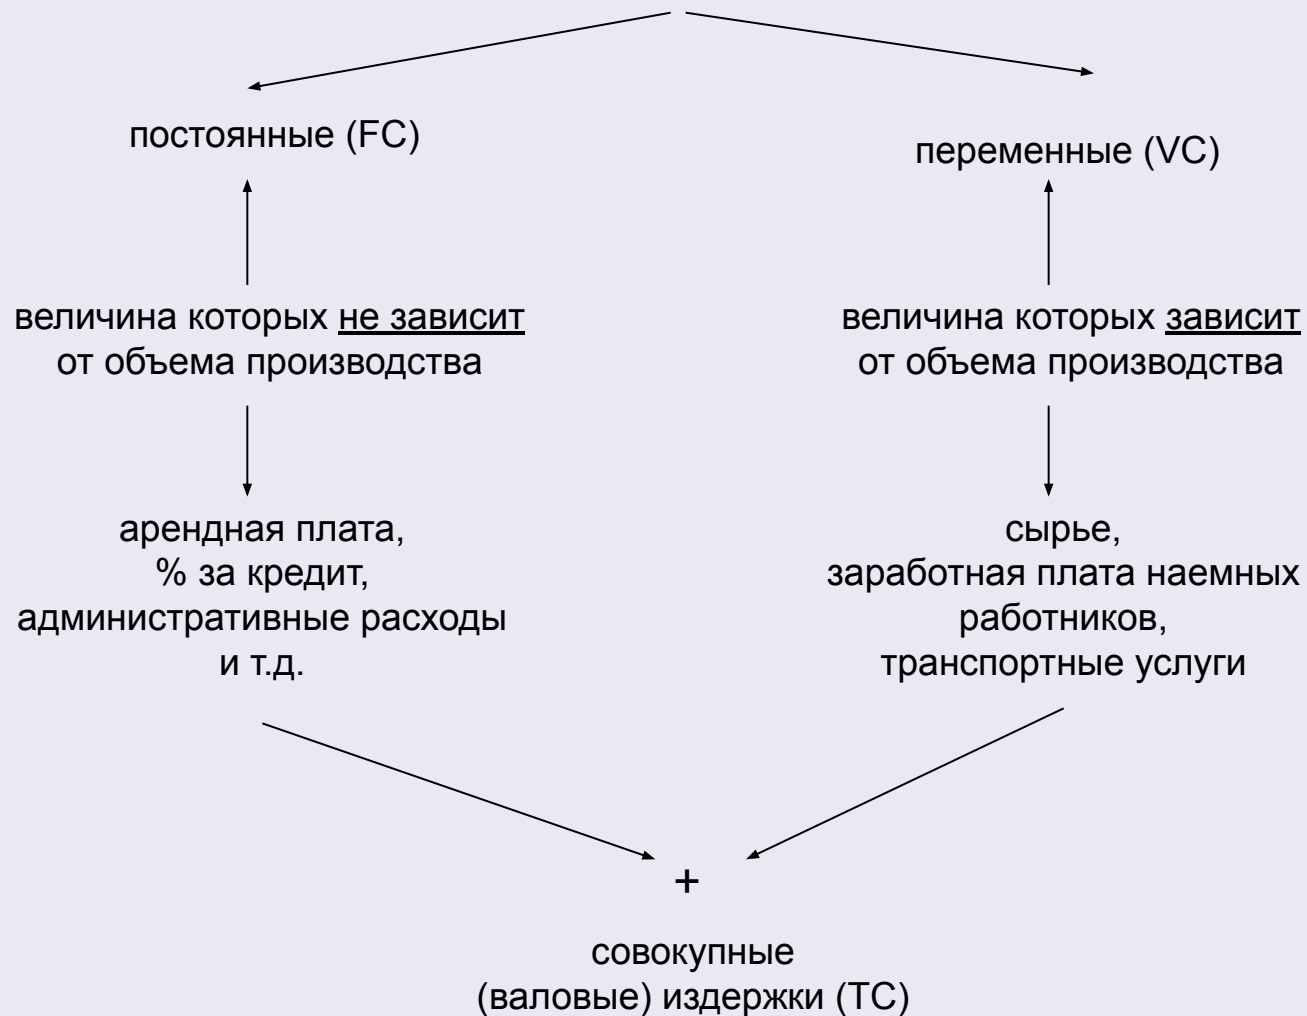 постоянные (FC)
переменные (VC)
величина которых не зависит
от объема производства
величина которых зависит
от объема производства
арендная плата,
% за кредит,
административные расходы
и т.д.
сырье,
заработная плата наемных
работников,
транспортные услуги
+
совокупные
(валовые) издержки (TC)